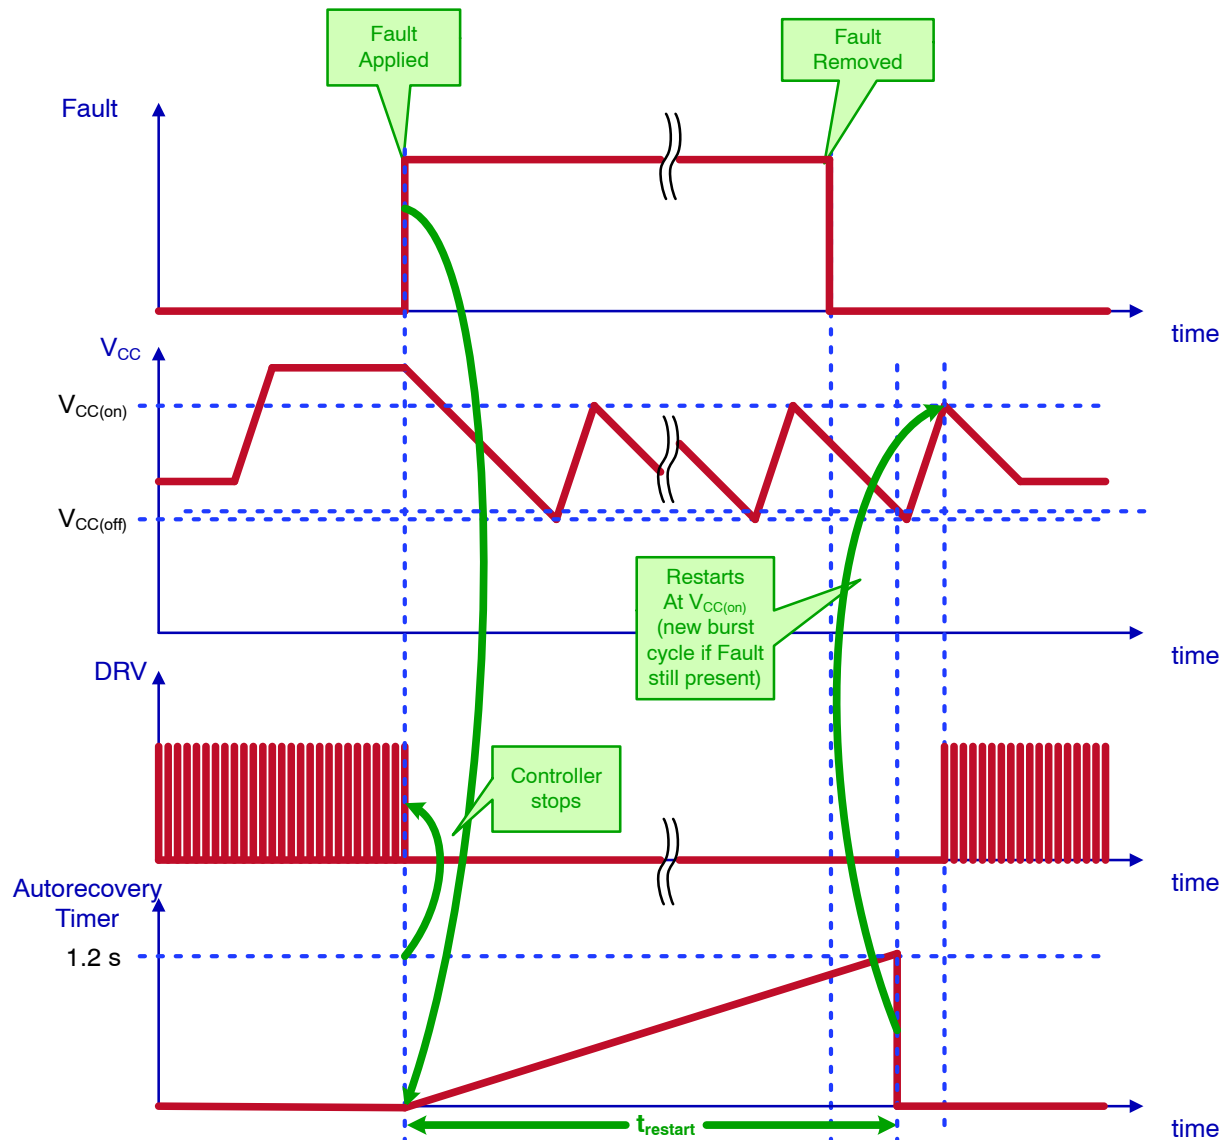 Fault
Applied
Fault
Removed
Fault
time
VCC
VCC(on)
VCC(off)
Restarts
At VCC(on)
(new burst
cycle if Fault
still present)
time
DRV
Controller
stops
time
Autorecovery
Timer
1.2 s
trestart
time